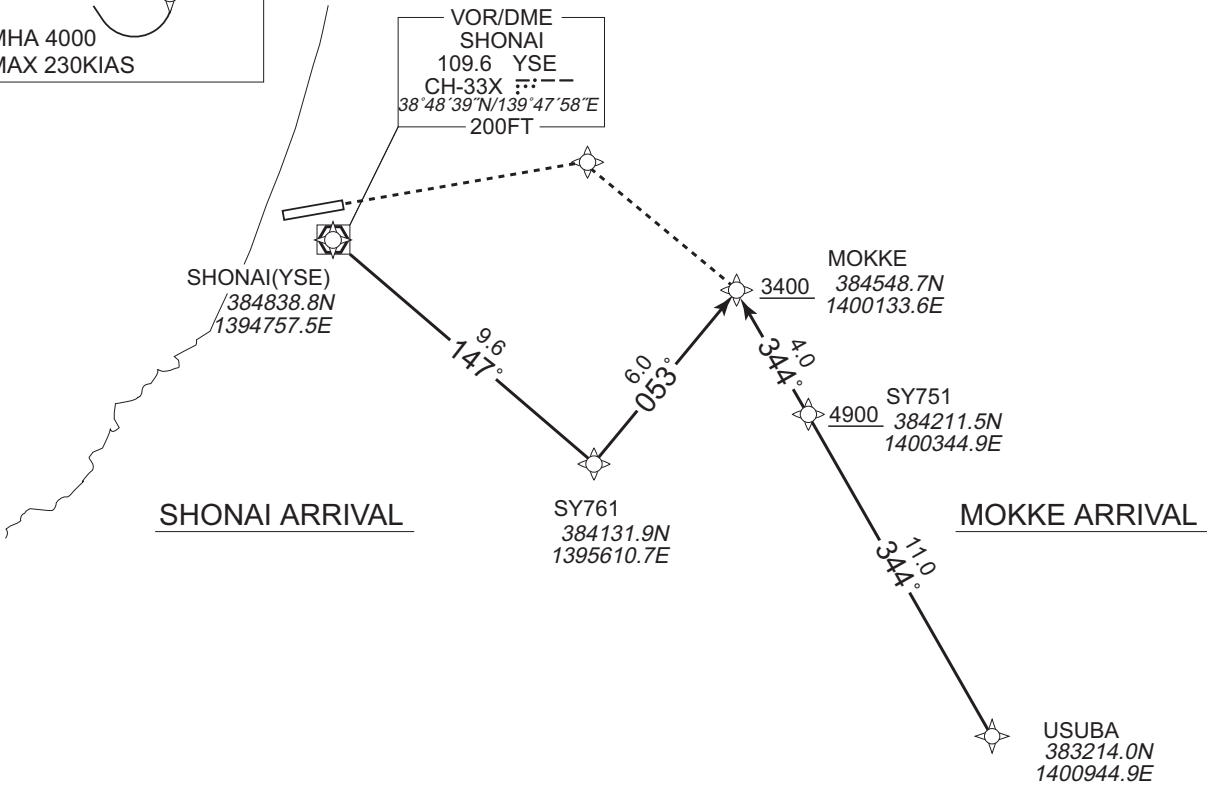 MHA 4000
MAX 230KIAS
VOR/DME
SHONAI
109.6 YSE
CH-33X
38°48′39″N/139°47′58″E
200FT
SHONAI(YSE)
384838.8N
1394757.5E
MOKKE
3400 384548.7N
1400133.6E
9.6
147°
6.0
053°
4.0
344°
SY751
4900 384211.5N
1400344.9E
SY761
384131.9N
1395610.7E
SHONAI ARRIVAL
MOKKE ARRIVAL
11.0
344°
USUBA
383214.0N
1400944.9E